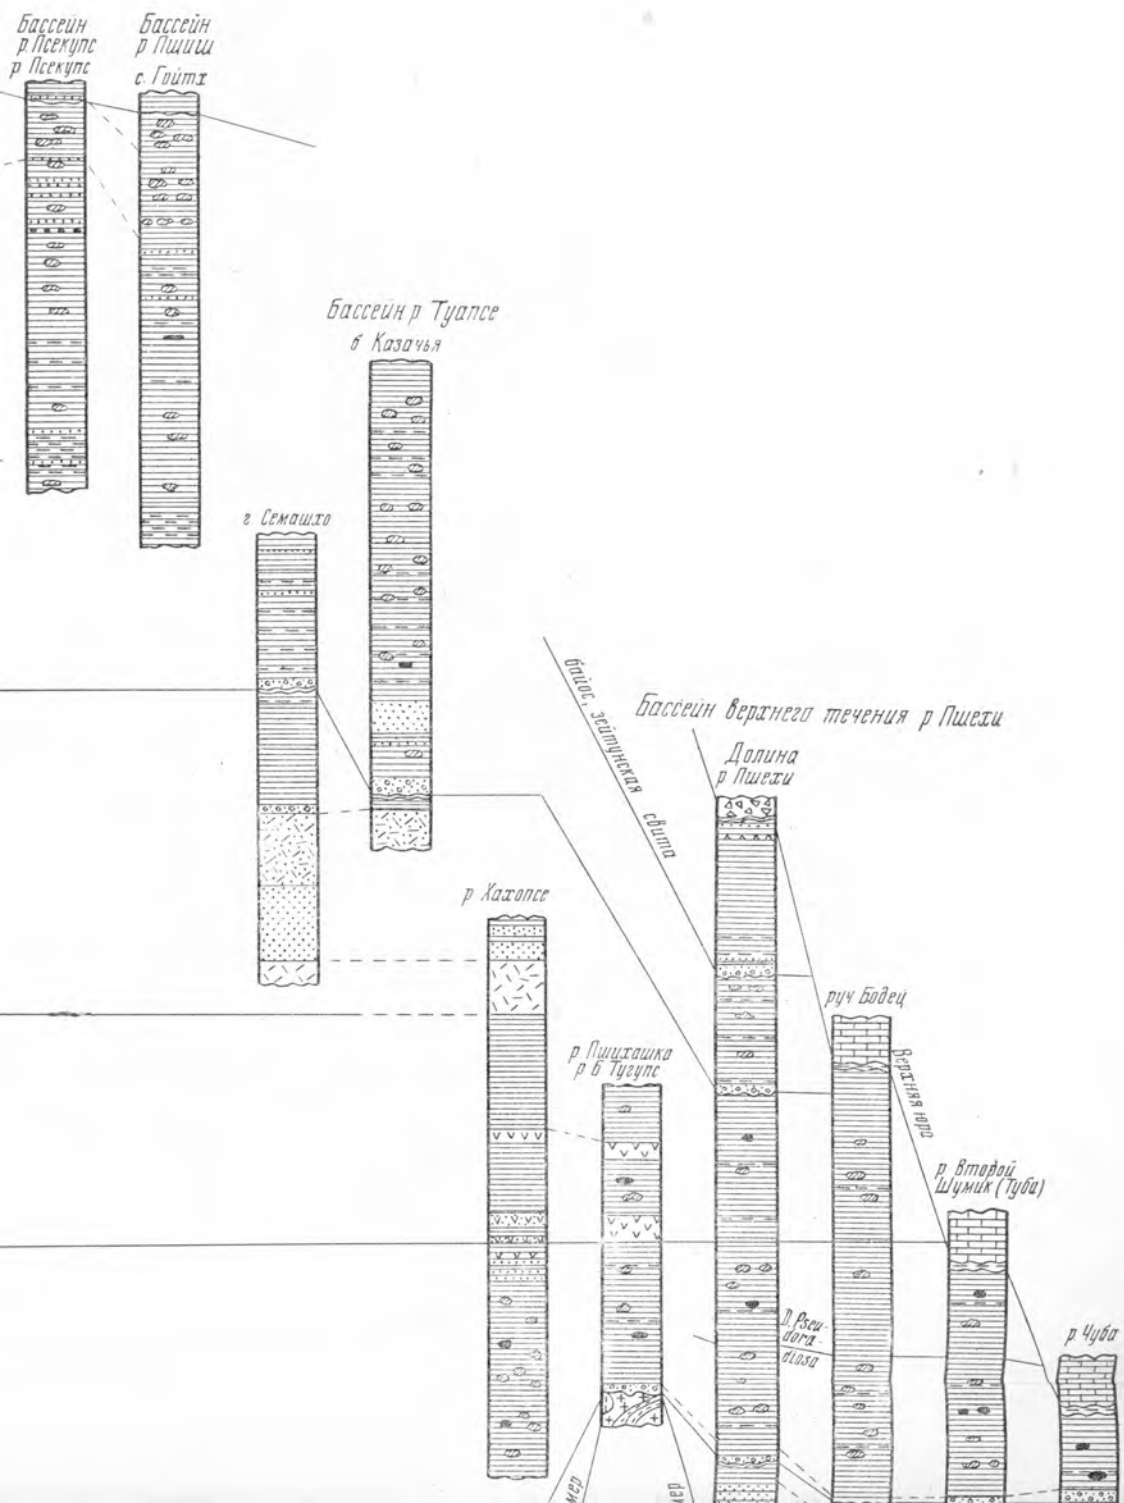 Бассейн
р Псекупс
р Псекупс
Бассейн
р Пшиш
с. Гойтх
Бассейн р Туапсе
б Казачья
г Семашхо
байос, зейтунская свита
Бассейн верхнего течения р Пшехи
Долина
р Пшехи
р Хахопсе
руч Бодец
р Пшихашка
р Б Тугупс
Верхняя юра
р Второй
Шумик (Туба)
D. Pseu-
dora-
diosa
р Чуба